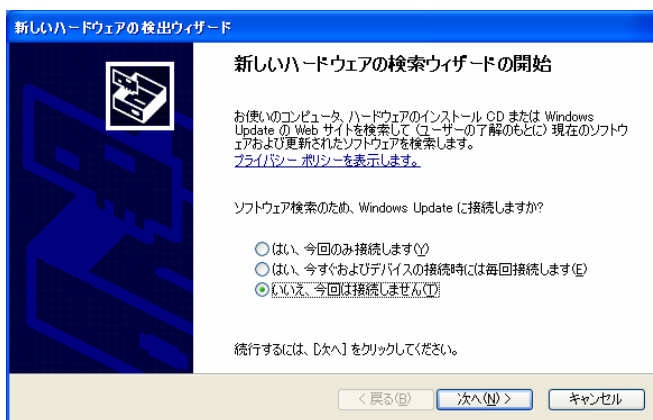 新しいハードウェアの検出ウィザード
新しいハードウェアの検索ウィザードの開始
お使いのコンピュータ、ハードウェアのインストール CD または Windows
Update の Web サイトを検索して (ユーザーの了解のもとに) 現在のソフトウ
ェアおよび更新されたソフトウェアを検索します。
プライバシー ポリシーを表示します。
ソフトウェア検索のため、Windows Update に接続しますか?
はい、今回のみ接続します(Y)
はい、今すぐおよびデバイスの接続時には毎回接続します(E)
いいえ、今回は接続しません(T)
続行するには、[次へ] をクリックしてください。
< 戻る(B)
次へ(N) >
キャンセル